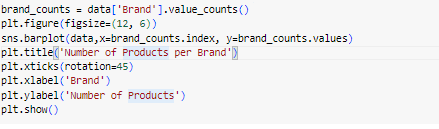 brand_counts = data['Brand'].value_counts()
plt.figure(figsize=(12, 6))
sns.barplot(data,x=brand_counts.index, y=brand_counts.values)
plt.title('Number of Products per Brand')
plt.xticks(rotation=45)
plt.xlabel('Brand')
plt.ylabel('Number of Products')
plt.show()